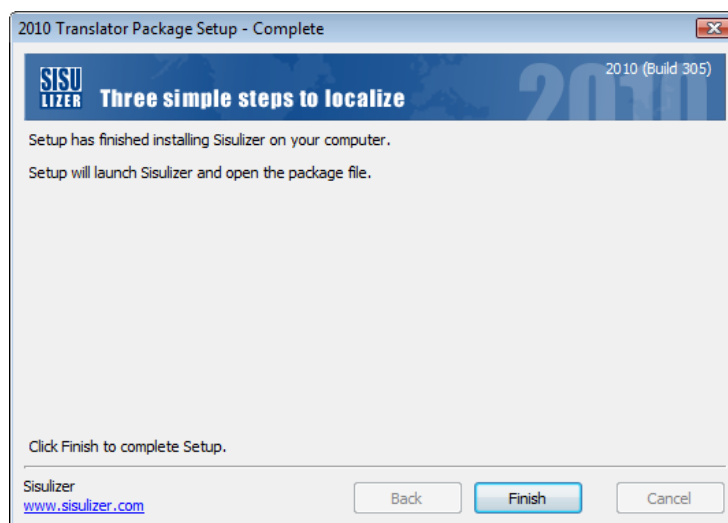 2010 Translator Package Setup - Complete
2010 (Build 305)
SISU
LIZER
Three simple steps to localize
2010
Setup has finished installing Sisulizer on your computer.
Setup will launch Sisulizer and open the package file.
Click Finish to complete Setup.
Sisulizer
www.sisulizer.com
Back
Finish
Cancel